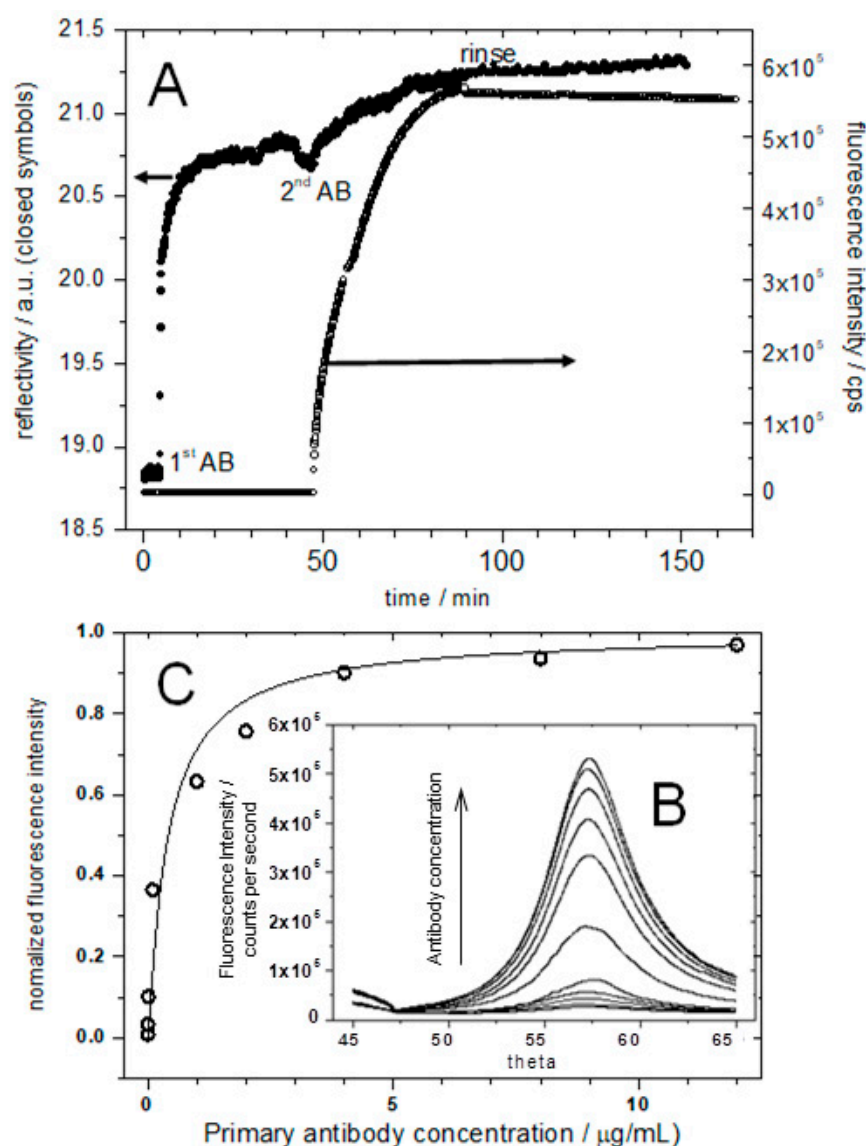 A
21.5
21.0
20.5
20.0
19.5
19.0
18.5
reflectivity / a.u. (closed symbols)
rinse
2nd AB
1st AB
6x10^5
5x10^5
4x10^5
3x10^5
2x10^5
1x10^5
0
fluorescence intensity / cps
0
50
100
150
time / min
C
1.0
0.8
0.6
0.4
0.2
0.0
nomalized fluorescence intensity
0
5
10
Primary antibody concentration / μg/mL)
B
6x10^5
5x10^5
4x10^5
3x10^5
2x10^5
1x10^5
0
Fluorescence Intensity /
counts per second
Antibody concentration
45
50
55
60
65
theta